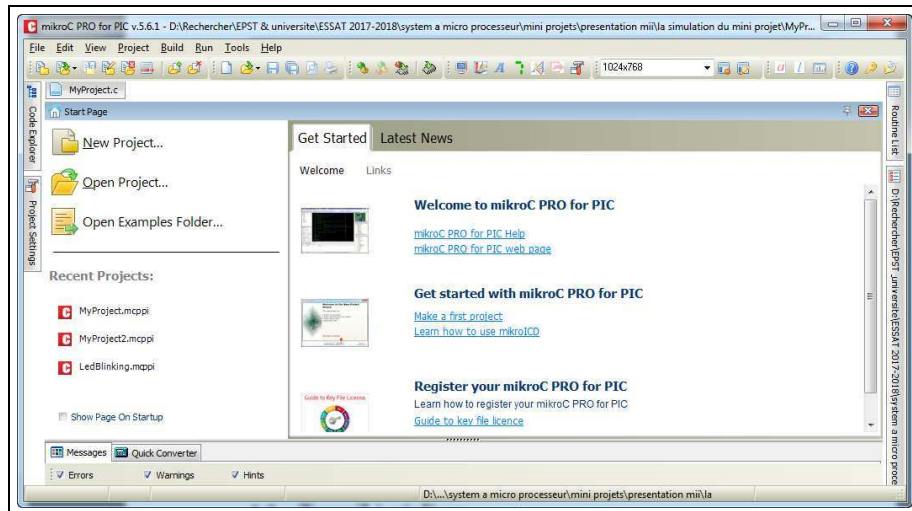 mikroC PRO for PIC v.5.6.1 - D:\Rechercher\EPST & universite\ESSAT 2017-2018\system a micro processeur\mini projets\presentation mii\la simulation du mini projet\MyPr...
File Edit View Project Build Run Tools Help
1024x768
MyProject.c
Start Page
Code Explorer
Project Settings
New Project...
Open Project...
Open Examples Folder...
Recent Projects:
MyProject.mcppi
MyProject2.mcppi
LedBlinking.mcppi
Show Page On Startup
Get Started Latest News
Welcome Links
Welcome to mikroC PRO for PIC
mikroC PRO for PIC Help
mikroC PRO for PIC web page
Get started with mikroC PRO for PIC
Make a first project
Learn how to use mikroICD
Register your mikroC PRO for PIC
Guide to Key File License
Learn how to register your mikroC PRO for PIC
Guide to key file licence
Routine List
D:\Rechercher\EPST _universite\ESSAT 2017-2018\system a micro proce
Messages Quick Converter
Errors Warnings Hints
D:\...\system a micro processeur\mini projets\presentation mii\la